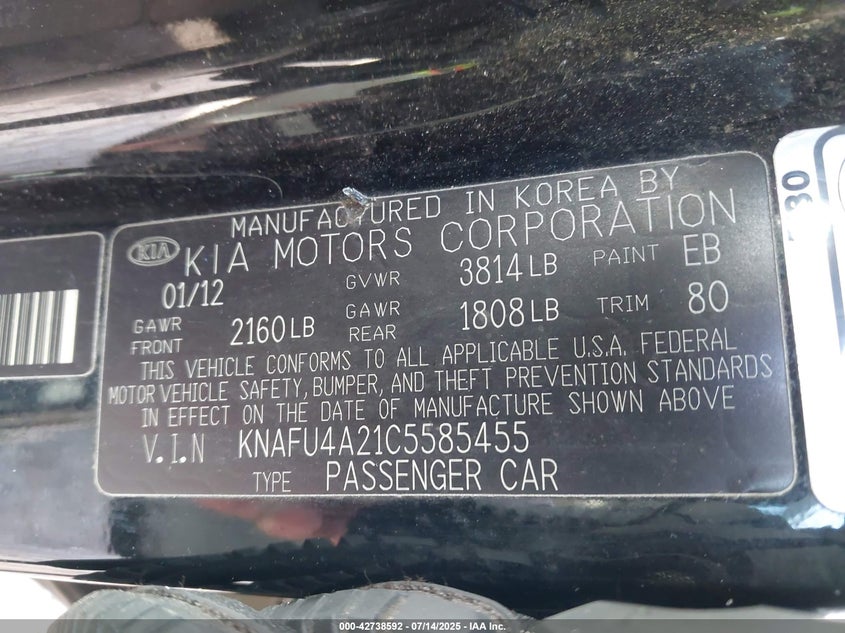 MANUFACTURED IN KOREA BY
KIA KIA MOTORS CORPORATION
01/12 GVWR 3814 LB PAINT EB
GAWR FRONT 2160 LB GAWR REAR 1808 LB TRIM 80
THIS VEHICLE CONFORMS TO ALL APPLICABLE U.S.A. FEDERAL
MOTOR VEHICLE SAFETY, BUMPER, AND THEFT PREVENTION STANDARDS
IN EFFECT ON THE DATE OF MANUFACTURE SHOWN ABOVE
V.I.N KNAFU4A21C5585455
TYPE PASSENGER CAR
000-42738592 - 07/14/2025 - IAA Inc.